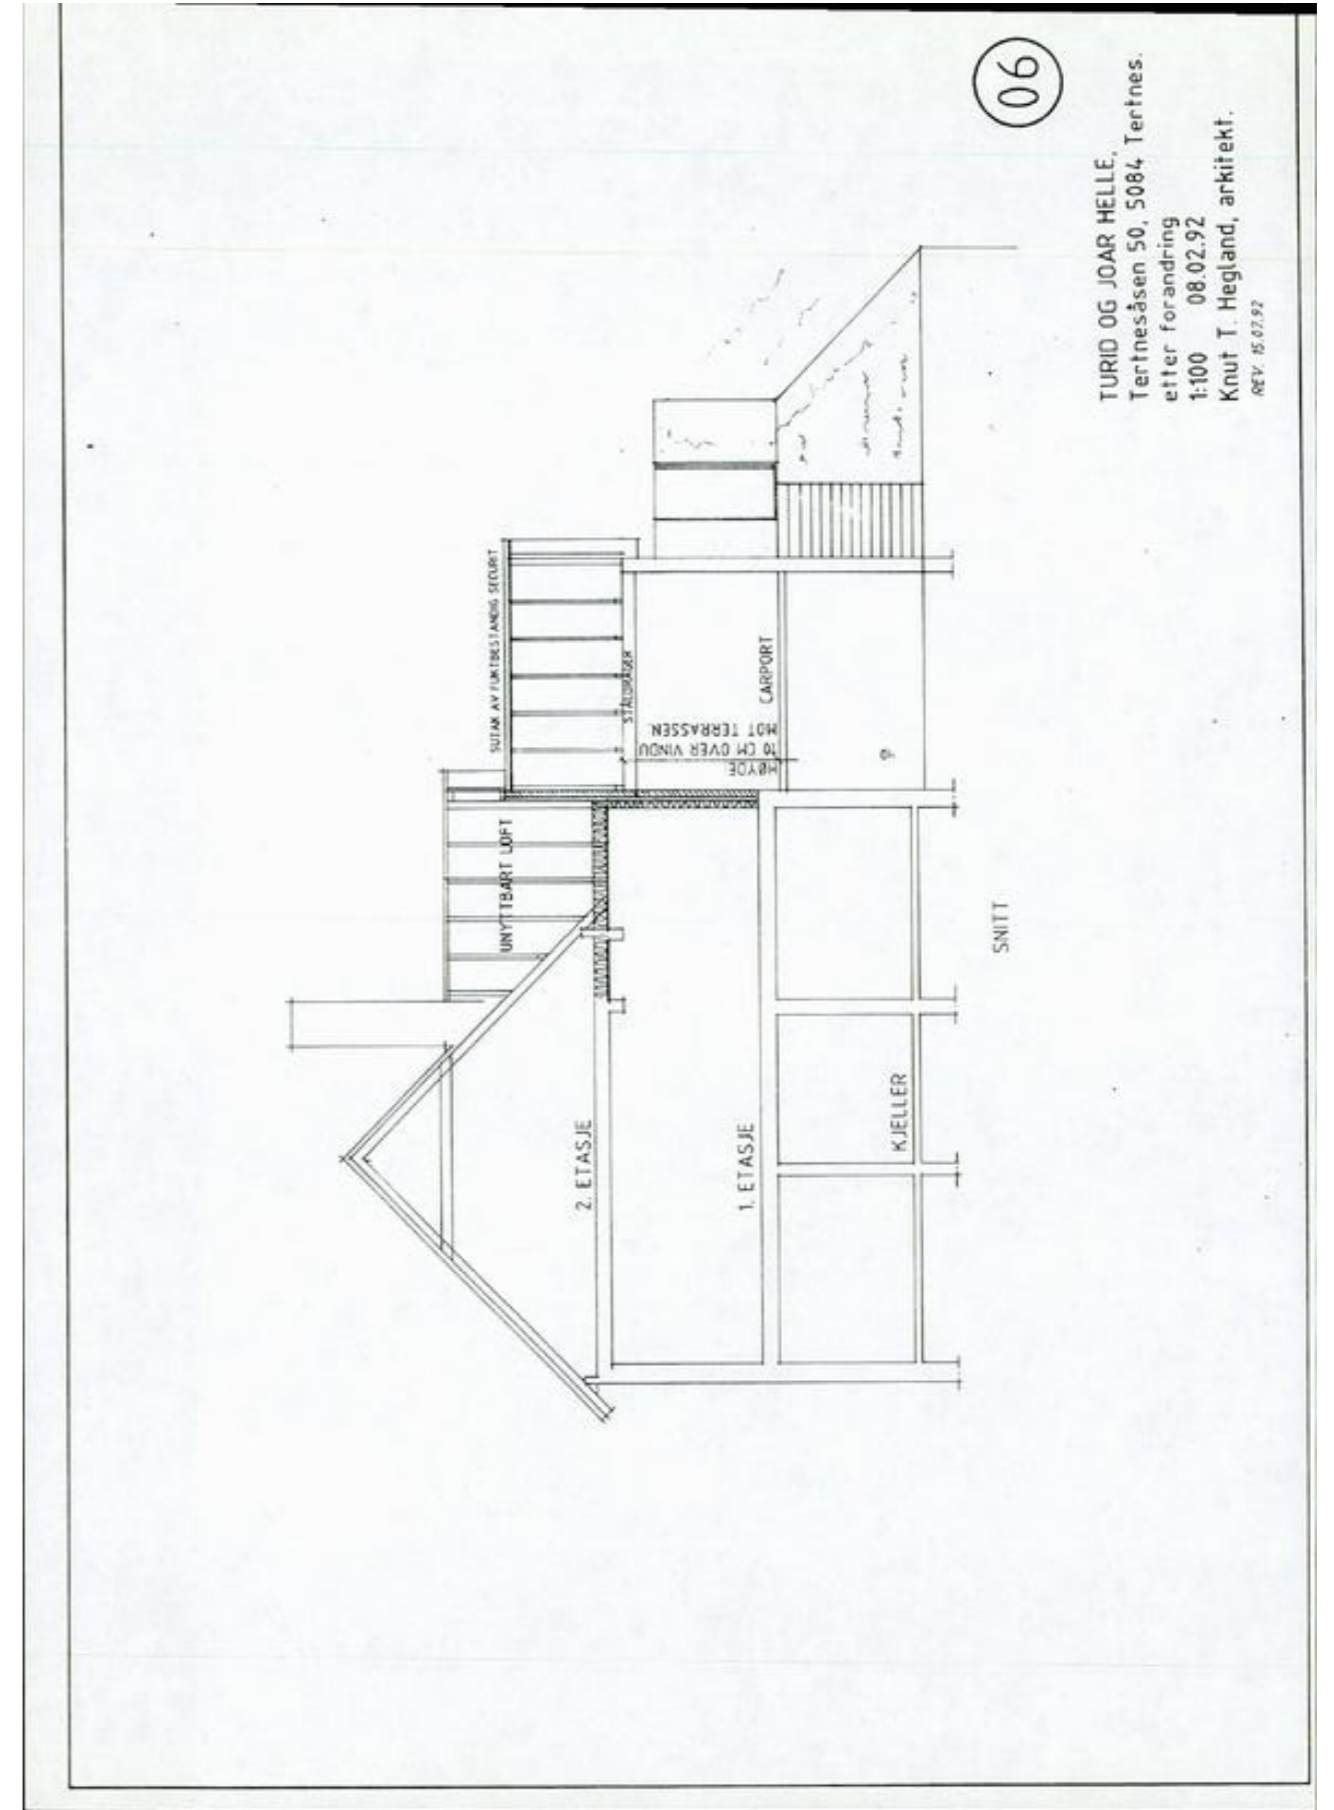 06
TURID OG JOAR HELLE,
Tertnesåsen 50, 5084 Tertnes.
etter forandring
1:100 08.02.92
Knut T. Hegland, arkitekt.
REV. 15.07.92
SUTAK AV FUKTBESTANDIG SECURIT
UNYTTBART LOFT
STÅLDRAGER
HØYDE
10 CM OVER VINDU
MOT TERRASSEN.
CARPORT
2. ETASJE
1. ETASJE
KJELLER
SNITT